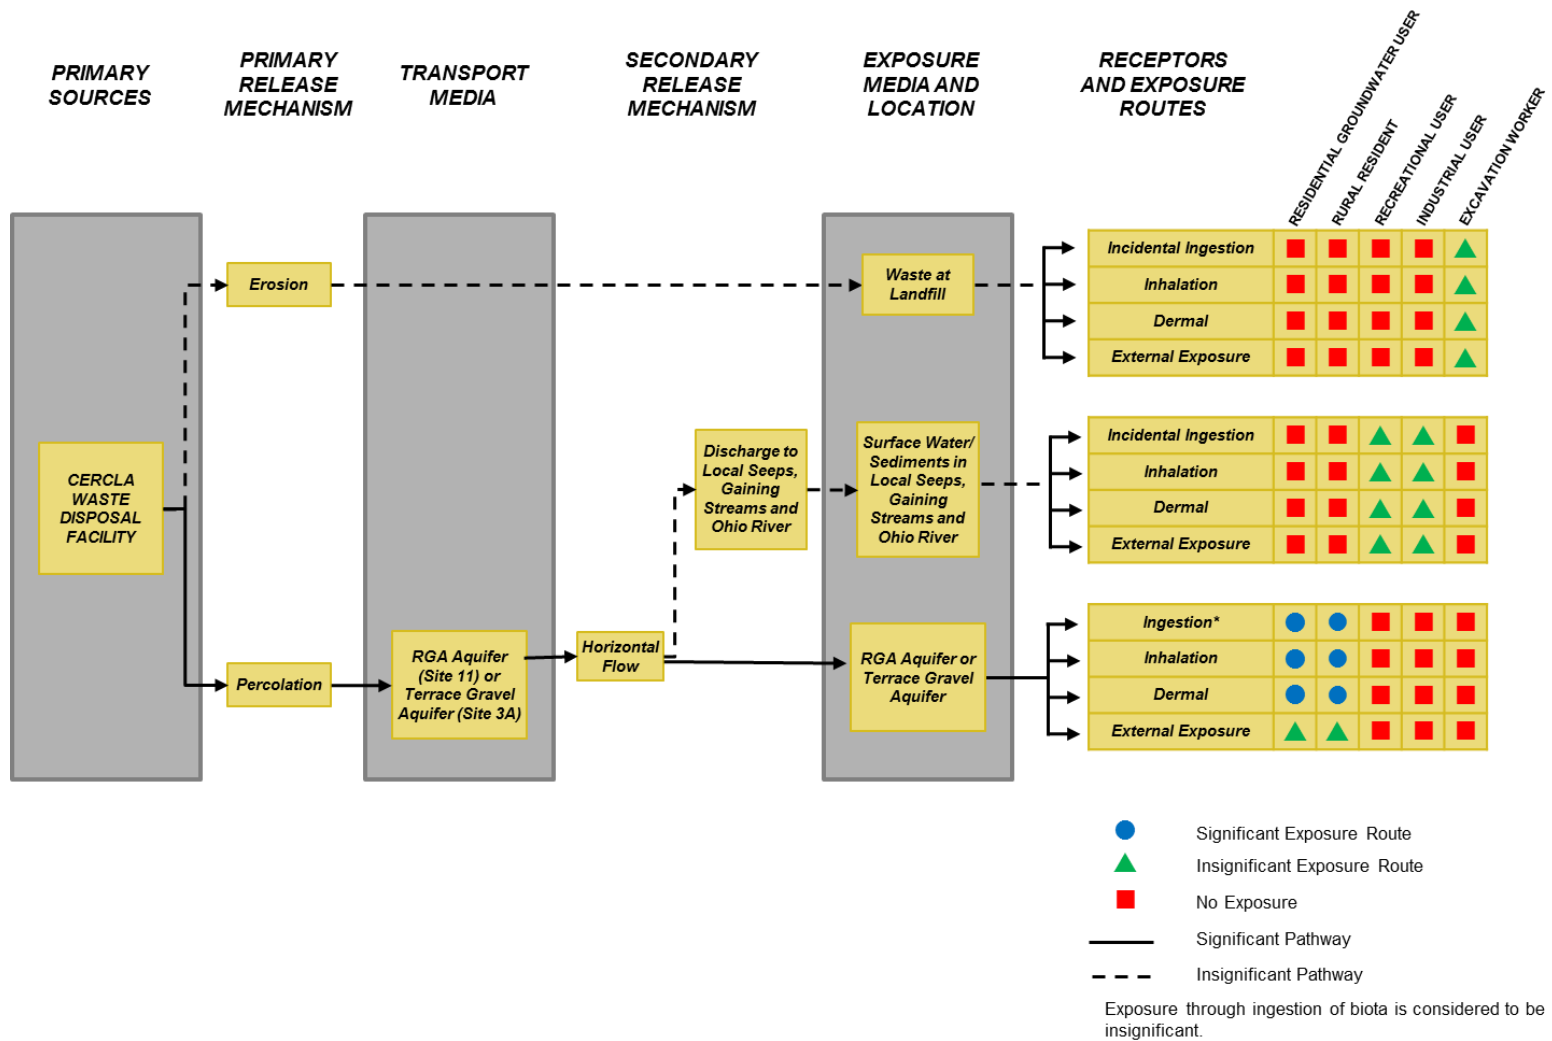 PRIMARY
SOURCES
PRIMARY
RELEASE
MECHANISM
TRANSPORT
MEDIA
SECONDARY
RELEASE
MECHANISM
EXPOSURE
MEDIA AND
LOCATION
RECEPTORS
AND EXPOSURE
ROUTES
RESIDENTIAL GROUNDWATER USER
RURAL RESIDENT
RECREATIONAL USER
INDUSTRIAL USER
EXCAVATION WORKER
Erosion
Waste at
Landfill
Incidental Ingestion
Inhalation
Dermal
External Exposure
CERCLA
WASTE
DISPOSAL
FACILITY
Discharge to
Local Seeps,
Gaining
Streams and
Ohio River
Surface Water/
Sediments in
Local Seeps,
Gaining
Streams and
Ohio River
Incidental Ingestion
Inhalation
Dermal
External Exposure
Percolation
RGA Aquifer
(Site 11) or
Terrace Gravel
Aquifer (Site 3A)
Horizontal
Flow
RGA Aquifer or
Terrace Gravel
Aquifer
Ingestion*
Inhalation
Dermal
External Exposure
Significant Exposure Route
Insignificant Exposure Route
No Exposure
Significant Pathway
Insignificant Pathway
Exposure through ingestion of biota is considered to be
insignificant.